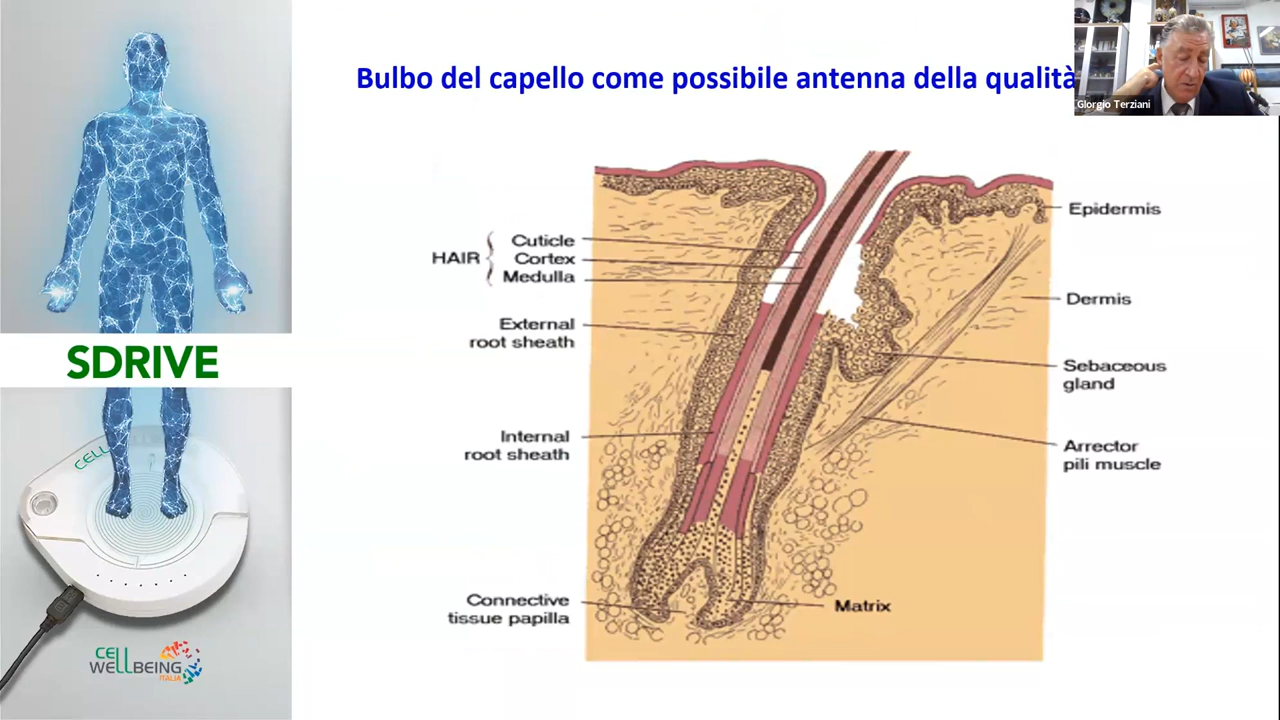 Bulbo del capello come possibile antenna della qualità
Giorgio Terziani
SDRIVE
CELL
CELL
WELLBEING
ITALIA
HAIR
Cuticle
Cortex
Medulla
External
root sheath
Internal
root sheath
Connective
tissue papilla
Epidermis
Dermis
Sebaceous
gland
Arrector
pili muscle
Matrix